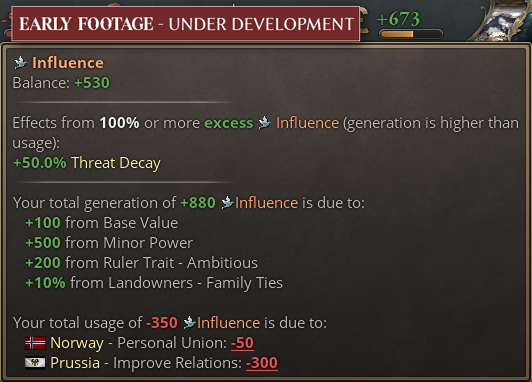 EARLY FOOTAGE - UNDER DEVELOPMENT
+673
Influence
Balance: +530
Effects from 100% or more excess Influence (generation is higher than
usage):
+50.0% Threat Decay
Your total generation of +880 Influence is due to:
+100 from Base Value
+500 from Minor Power
+200 from Ruler Trait - Ambitious
+10% from Landowners - Family Ties
Your total usage of -350 Influence is due to:
Norway - Personal Union: -50
Prussia - Improve Relations: -300